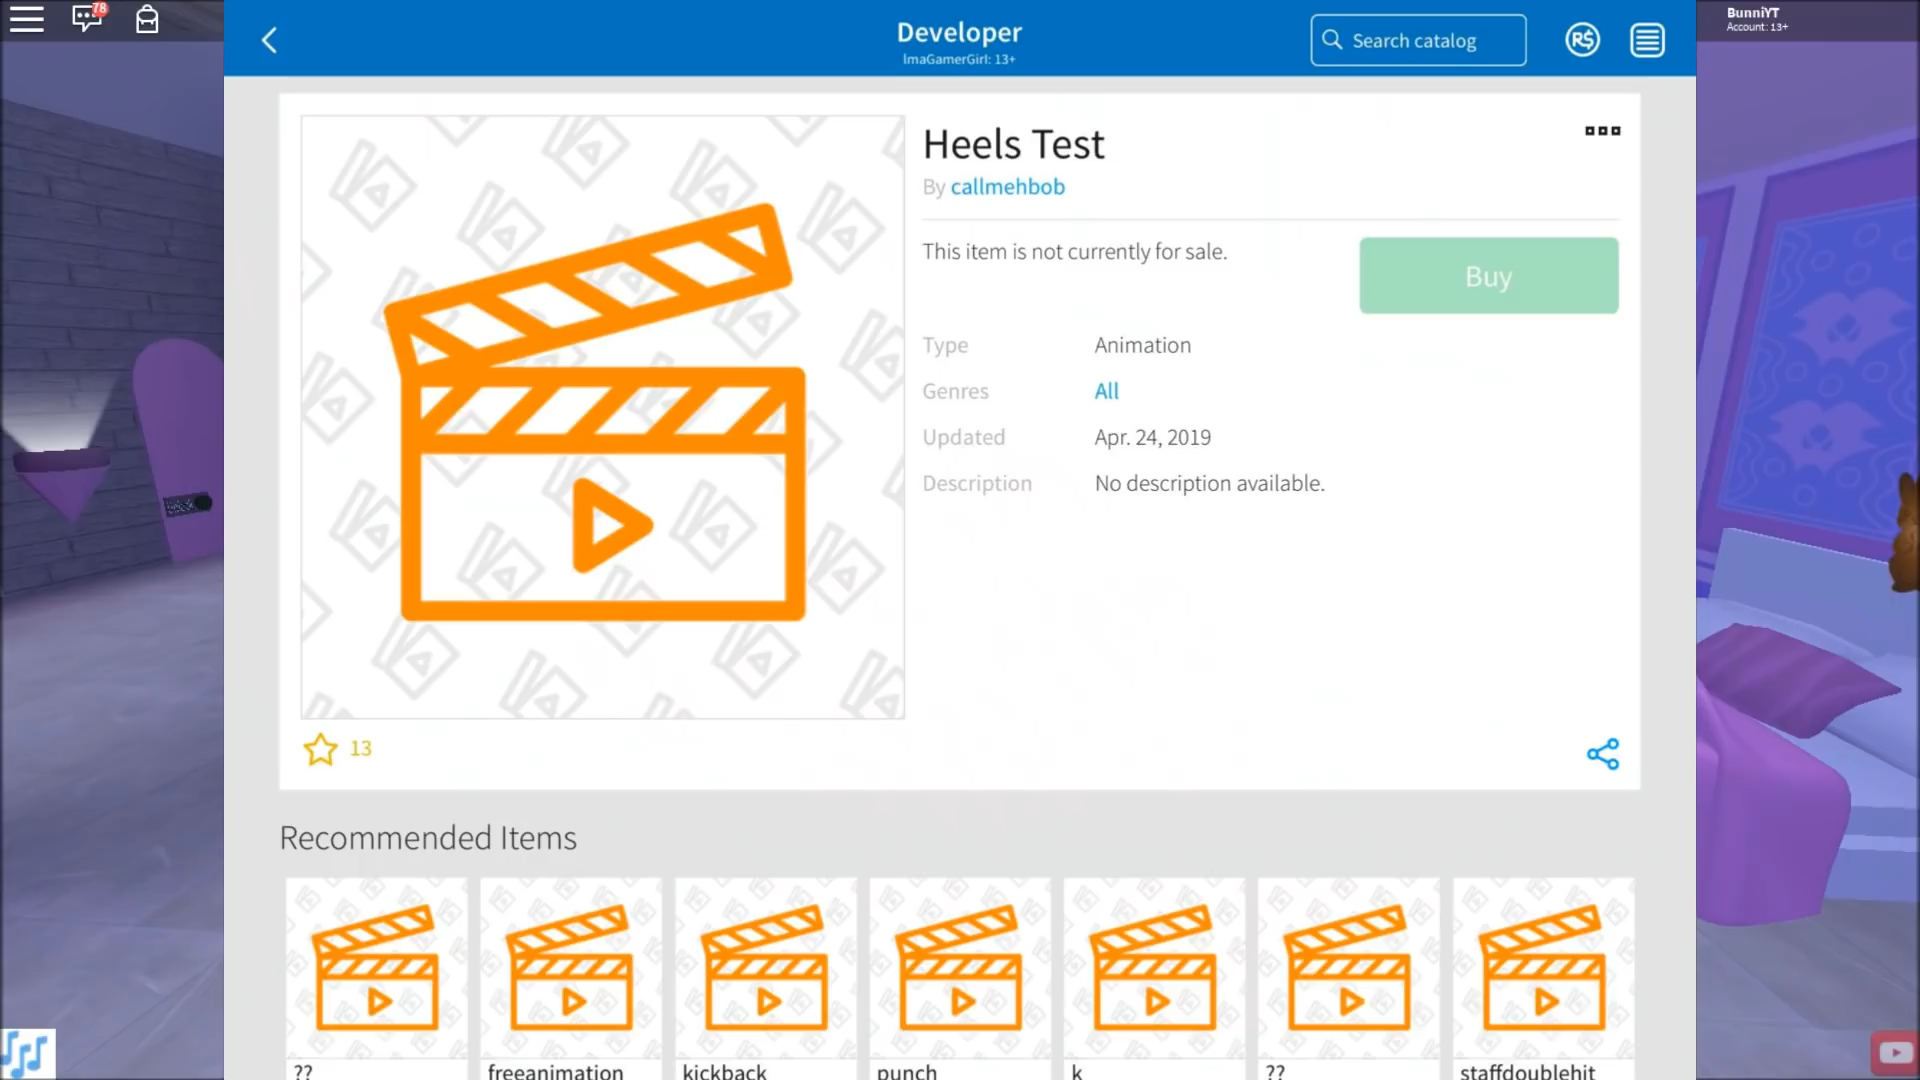 78
Developer
ImaGamerGirl: 13+
Search catalog
R$
BunniYT
Account: 13+
Heels Test
By callmehbob
This item is not currently for sale.
Buy
Type Animation
Genres All
Updated Apr. 24, 2019
Description No description available.
13
Recommended Items
?? freeanimation kickback punch k ?? staffdoublehit